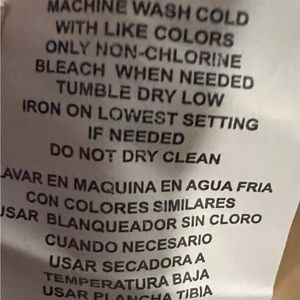 MACHINE WASH COLD
WITH LIKE COLORS
ONLY NON-CHLORINE
BLEACH WHEN NEEDED
TUMBLE DRY LOW
IRON ON LOWEST SETTING
IF NEEDED
DO NOT DRY CLEAN
AVAR EN MAQUINA EN AGUA FRIA
CON COLORES SIMILARES
USAR BLANQUEADOR SIN CLORO
CUANDO NECESARIO
USAR SECADORA A
TEMPERATURA BAJA
USAR PLANCHA TIBIA